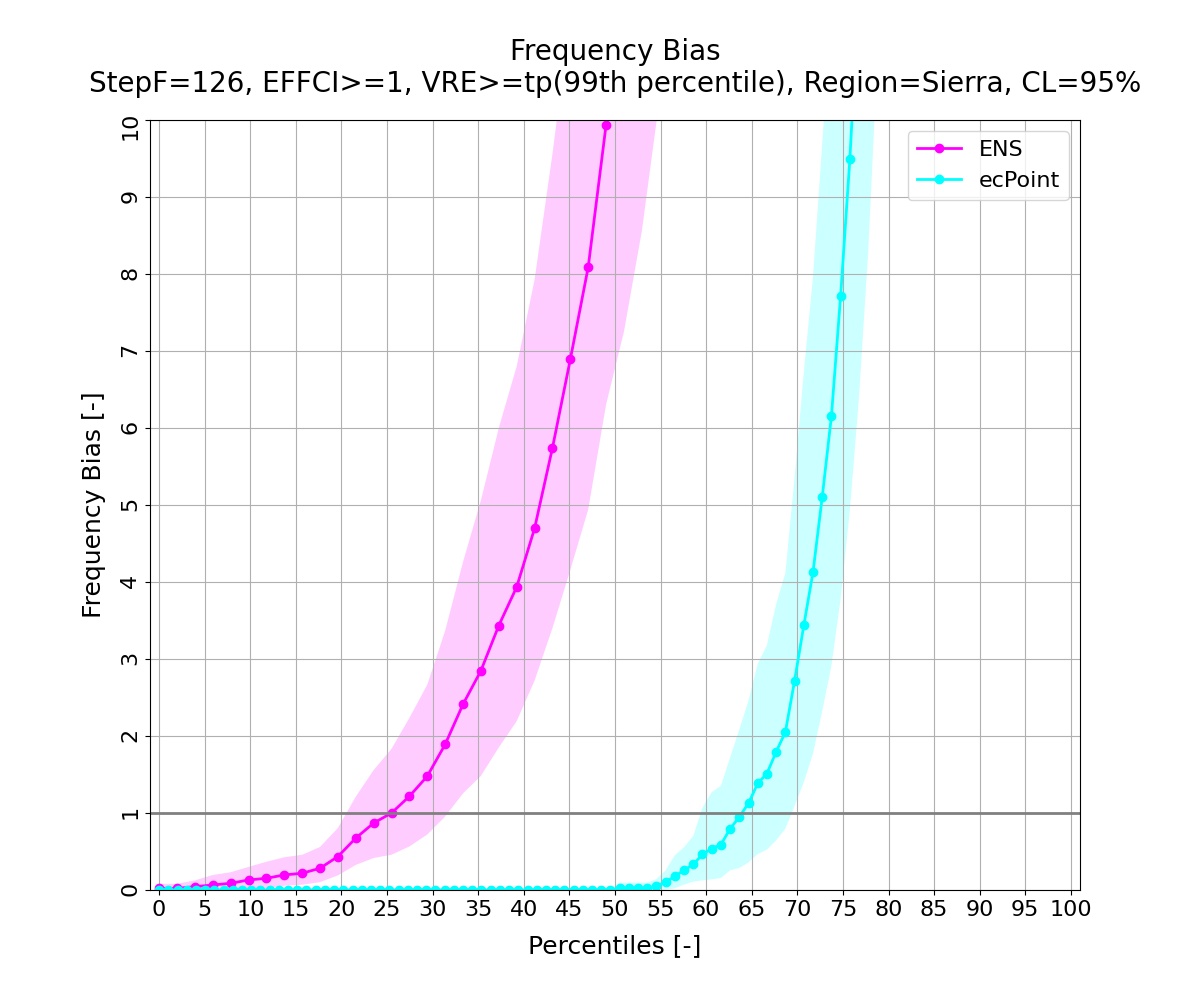 Frequency Bias
StepF=126, EFFCI>=1, VRE>=tp(99th percentile), Region=Sierra, CL=95%
Frequency Bias [-]
10
9
8
7
6
5
4
3
2
1
0
ENS
ecPoint
0 5 10 15 20 25 30 35 40 45 50 55 60 65 70 75 80 85 90 95 100
Percentiles [-]